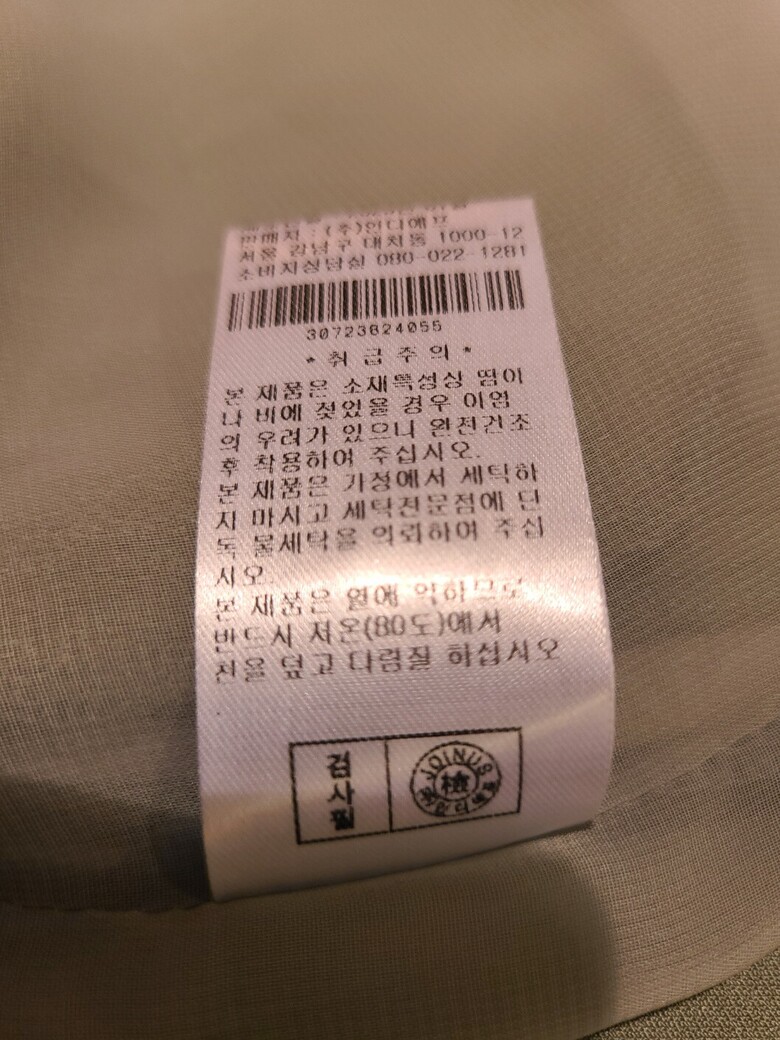 판매자 : (주)인디에프
서울 강남구 대치동 1000-12
소비자상담실 080-022-1281
30723824055
*취급주의*
본 제품은 소재특성상 땀이
나 비에 젖었을 경우 이염
의 우려가 있으니 완전건조
후 착용하여 주십시오.
본 제품은 가정에서 세탁하
지 마시고 세탁전문점에 단
독 물세탁을 의뢰하여 주십
시오.
본 제품은 열에 약하므로
반드시 저온(80도)에서
천을 덮고 다림질 하십시오
.
검사필
JOINUS
檢
인디에프